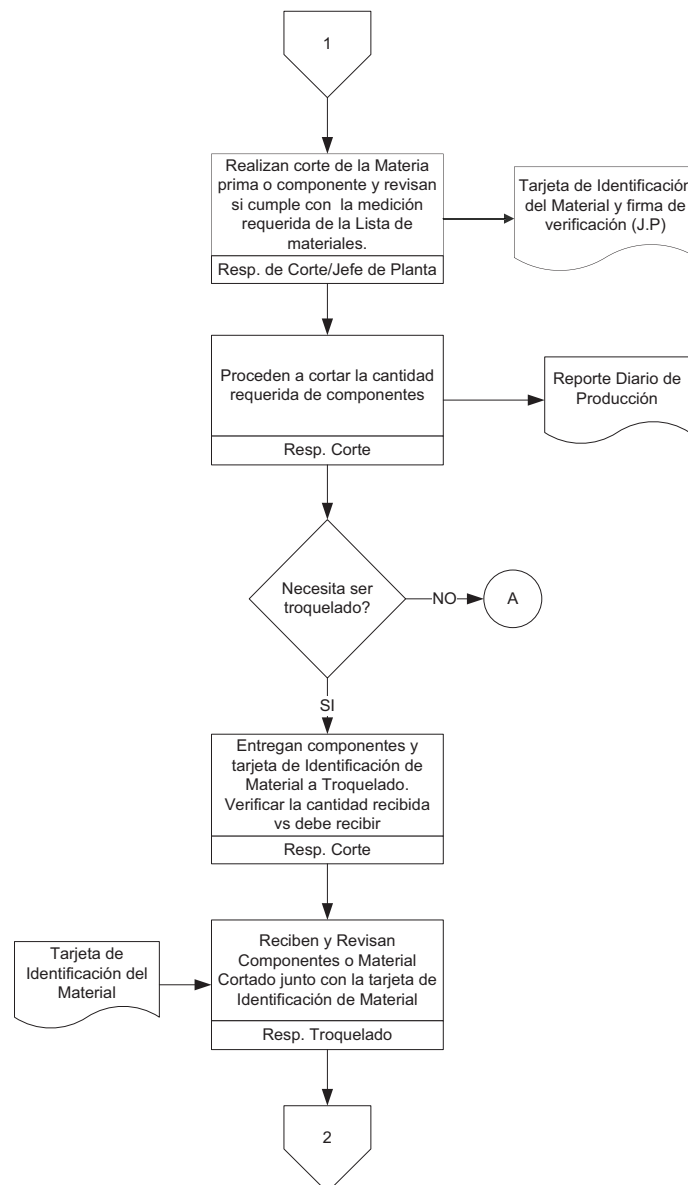 1
Realizan corte de la Materia
prima o componente y revisan
si cumple con la medición
requerida de la Lista de
materiales.
Resp. de Corte/Jefe de Planta
Tarjeta de Identificación
del Material y firma de
verificación (J.P)
Proceden a cortar la cantidad
requerida de componentes
Resp. Corte
Reporte Diario de
Producción
Necesita ser
troquelado?
NO
A
SI
Entregan componentes y
tarjeta de Identificación de
Material a Troquelado.
Verificar la cantidad recibida
vs debe recibir
Resp. Corte
Tarjeta de
Identificación del
Material
Reciben y Revisan
Componentes o Material
Cortado junto con la tarjeta de
Identificación de Material
Resp. Troquelado
2